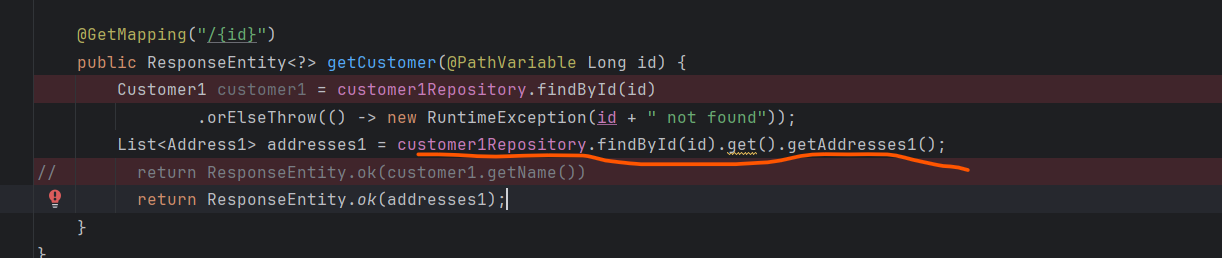 @GetMapping("/{id}")
public ResponseEntity<?> getCustomer(@PathVariable Long id) {
Customer1 customer1 = customer1Repository.findById(id)
.orElseThrow(() -> new RuntimeException(id + " not found"));
List<Address1> addresses1 = customer1Repository.findById(id).get().getAddresses1();
// return ResponseEntity.ok(customer1.getName())
return ResponseEntity.ok(addresses1);
}
}